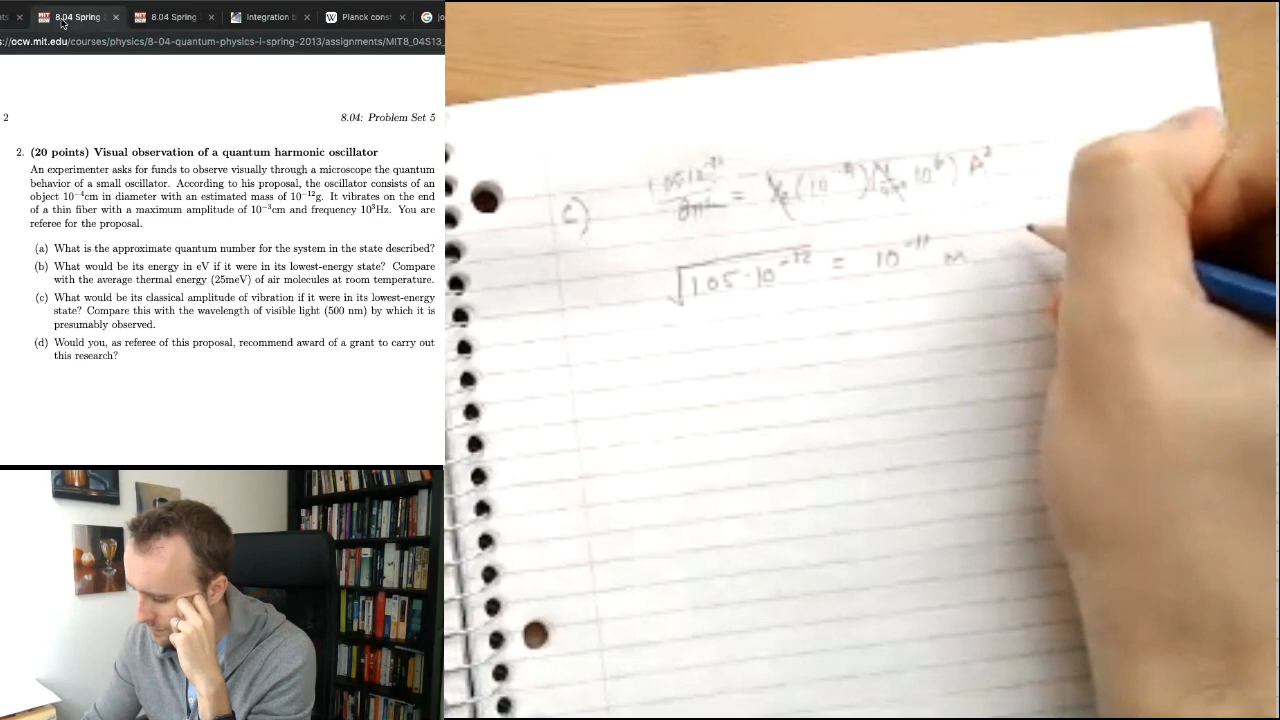 8.04 Spring
8.04 Spring
Integration b
Planck const
jo
s://ocw.mit.edu/courses/physics/8-04-quantum-physics-i-spring-2013/assignments/MIT8_04S13_
2 8.04: Problem Set 5
2. (20 points) Visual observation of a quantum harmonic oscillator
An experimenter asks for funds to observe visually through a microscope the quantum
behavior of a small oscillator. According to his proposal, the oscillator consists of an
object 10⁻⁴cm in diameter with an estimated mass of 10⁻¹²g. It vibrates on the end
of a thin fiber with a maximum amplitude of 10⁻³cm and frequency 10³Hz. You are
referee for the proposal.
(a) What is the approximate quantum number for the system in the state described?
(b) What would be its energy in eV if it were in its lowest-energy state? Compare
with the average thermal energy (25meV) of air molecules at room temperature.
(c) What would be its classical amplitude of vibration if it were in its lowest-energy
state? Compare this with the wavelength of visible light (500 nm) by which it is
presumably observed.
(d) Would you, as referee of this proposal, recommend award of a grant to carry out
this research?
c)
√1.05·10⁻²² = 10⁻¹¹ m